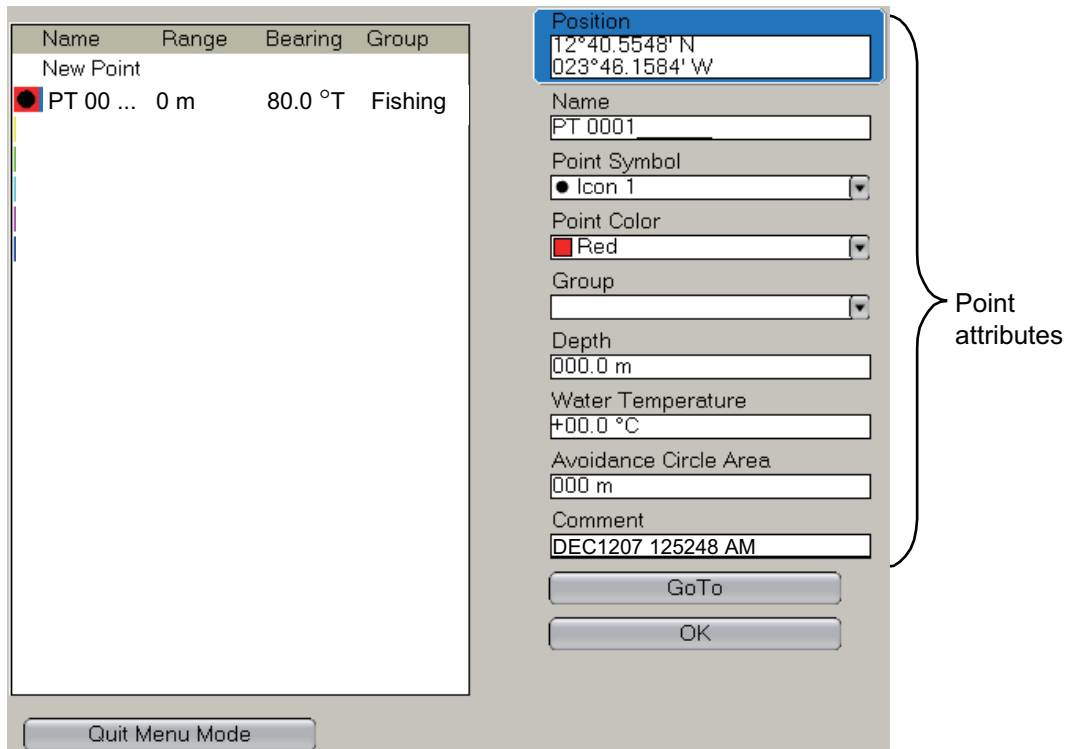 Name Range Bearing Group
New Point
PT 00 ... 0 m 80.0 °T Fishing
Quit Menu Mode
Position
12°40.5548' N
023°46.1584' W
Name
PT 0001______
Point Symbol
Icon 1
Point Color
Red
Group
Depth
000.0 m
Water Temperature
+00.0 °C
Avoidance Circle Area
000 m
Comment
DEC1207 125248 AM
GoTo
OK
Point
attributes